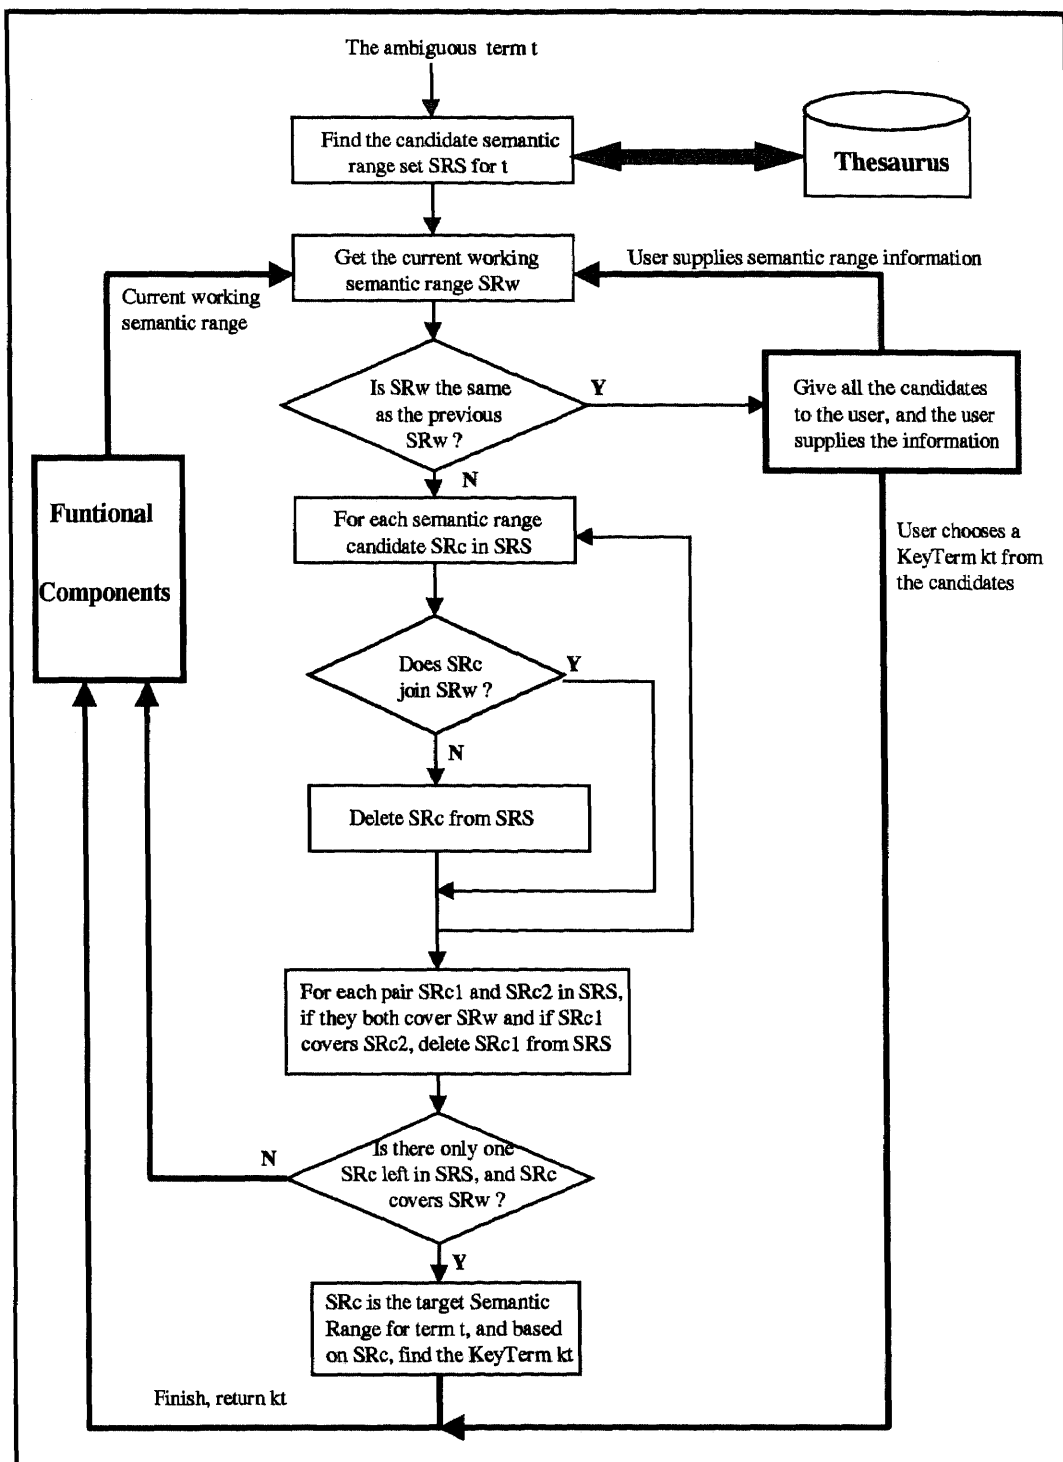 The ambiguous term t
Find the candidate semantic
range set SRS for t
Thesaurus
Get the current working
semantic range SRw
User supplies semantic range information
Current working
semantic range
Is SRw the same
as the previous
SRw ?
Y
Give all the candidates
to the user, and the user
supplies the information
N
Funtional
Components
For each semantic range
candidate SRc in SRS
User chooses a
KeyTerm kt from
the candidates
Does SRc
join SRw ?
Y
N
Delete SRc from SRS
For each pair SRc1 and SRc2 in SRS,
if they both cover SRw and if SRc1
covers SRc2, delete SRc1 from SRS
Is there only one
SRc left in SRS, and SRc
covers SRw ?
N
Y
SRc is the target Semantic
Range for term t, and based
on SRc, find the KeyTerm kt
Finish, return kt